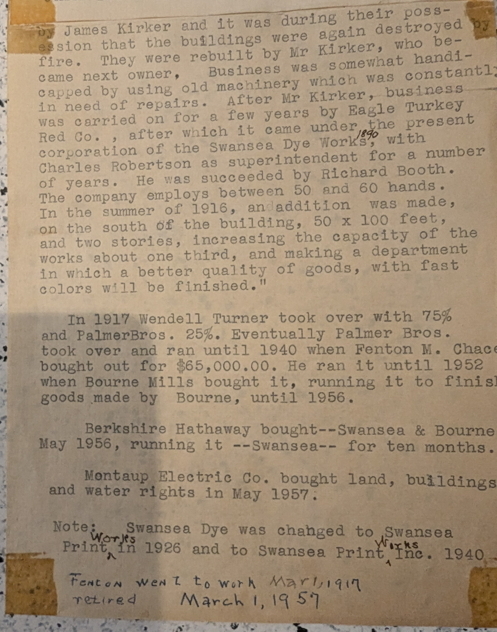 by James Kirker and it was during their poss-
ession that the buildings were again destroyed by
fire. They were rebuilt by Mr Kirker, who be-
came next owner, Business was somewhat handi-
capped by using old machinery which was constantly
in need of repairs. After Mr Kirker, business
was carried on for a few years by Eagle Turkey
Red Co. , after which it came under the present
corporation of the Swansea Dye Works, 1890 with
Charles Robertson as superintendent for a number
of years. He was succeeded by Richard Booth.
The company employs between 50 and 60 hands.
In the summer of 1916, an addition was made,
on the south of the building, 50 x 100 feet,
and two stories, increasing the capacity of the
works about one third, and making a department
in which a better quality of goods, with fast
colors will be finished."
In 1917 Wendell Turner took over with 75%
and PalmerBros. 25%. Eventually Palmer Bros.
took over and ran until 1940 when Fenton M. Chace
bought out for $65,000.00. He ran it until 1952
when Bourne Mills bought it, running it to finish
goods made by Bourne, until 1956.
Berkshire Hathaway bought--Swansea & Bourne
May 1956, running it --Swansea-- for ten months.
Montaup Electric Co. bought land, buildings
and water rights in May 1957.
Note: Swansea Dye was changed to Swansea
Print Works in 1926 and to Swansea Print Works Inc. 1940
Fenton went to work Mar 1, 1917
retired March 1, 1957